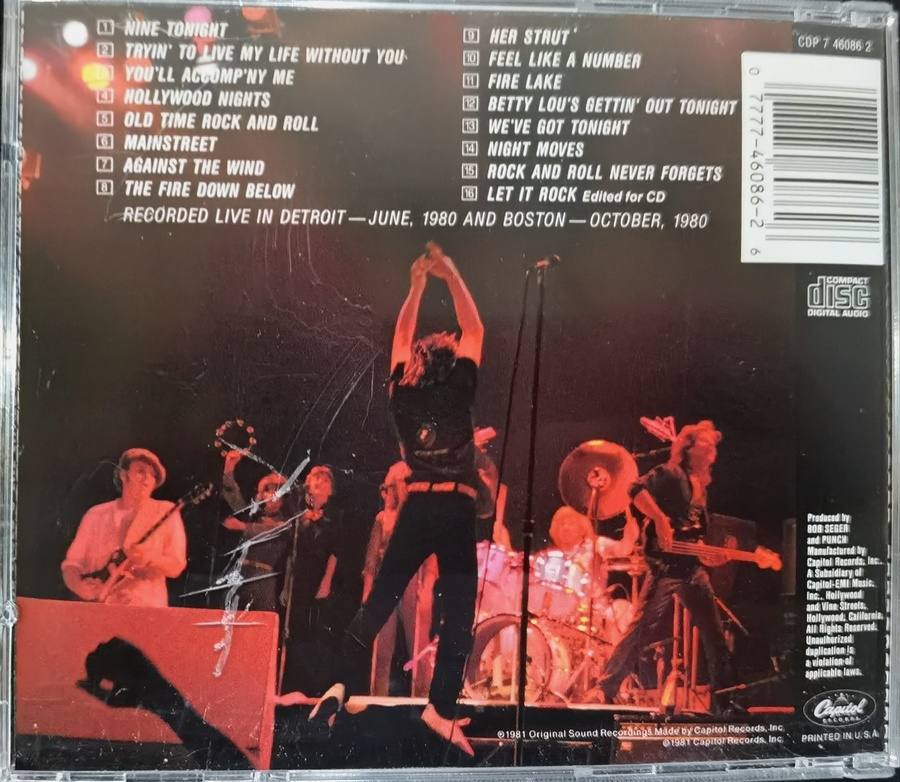 1 NINE TONIGHT
2 TRYIN' TO LIVE MY LIFE WITHOUT YOU
3 YOU'LL ACCOMP'NY ME
4 HOLLYWOOD NIGHTS
5 OLD TIME ROCK AND ROLL
6 MAINSTREET
7 AGAINST THE WIND
8 THE FIRE DOWN BELOW
9 HER STRUT
10 FEEL LIKE A NUMBER
11 FIRE LAKE
12 BETTY LOU'S GETTIN' OUT TONIGHT
13 WE'VE GOT TONIGHT
14 NIGHT MOVES
15 ROCK AND ROLL NEVER FORGETS
16 LET IT ROCK Edited for CD
RECORDED LIVE IN DETROIT—JUNE, 1980 AND BOSTON—OCTOBER, 1980
CDP 7 46086 2
0 7777-46086-2 6
COMPACT
disc
DIGITAL AUDIO
Produced by
BOB SEGER
and PUNCH
Manufactured by
Capitol Records, Inc.,
A Subsidiary of
Capitol-EMI Music,
Inc., Hollywood
and Vine Streets,
Hollywood, California.
All Rights Reserved.
Unauthorized
duplication is
a violation of
applicable laws.
Capitol
RECORDS
PRINTED IN U.S.A.
℗1981 Original Sound Recordings Made by Capitol Records, Inc.
©1981 Capitol Records, Inc.